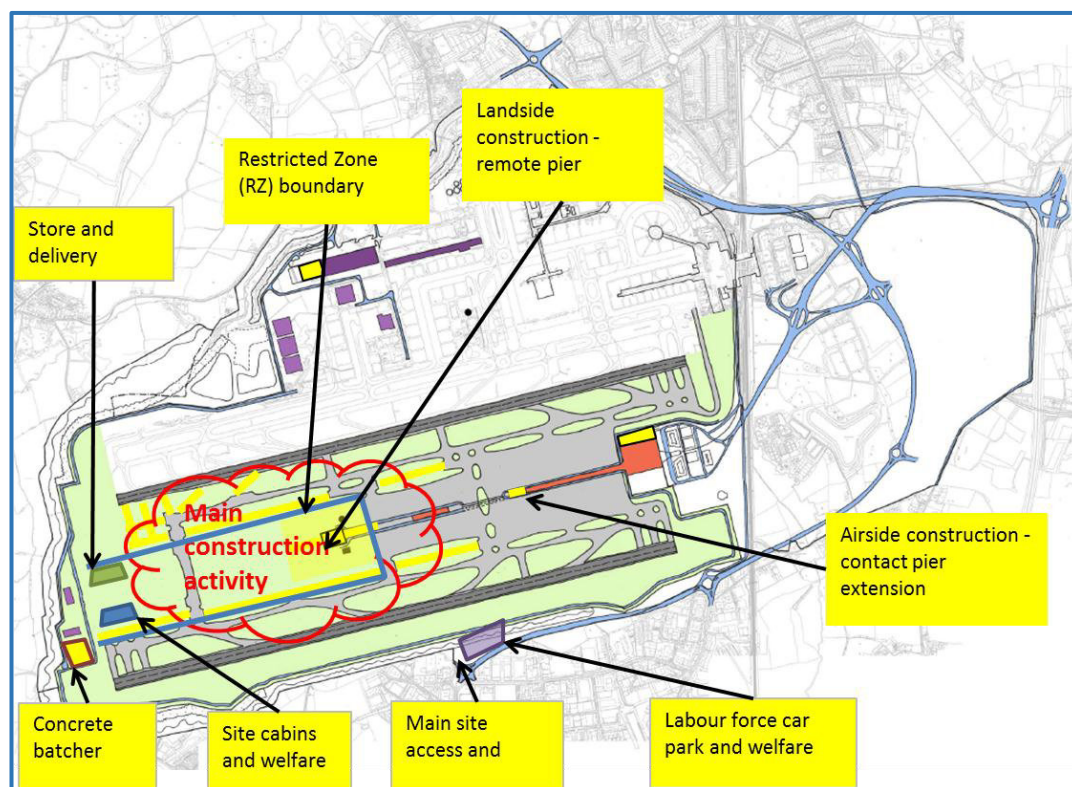 Landside
construction -
remote pier
Restricted Zone
(RZ) boundary
Store and
delivery
Main
construction
activity
Airside construction -
contact pier
extension
Concrete
batcher
Site cabins
and welfare
Main site
access and
Labour force car
park and welfare